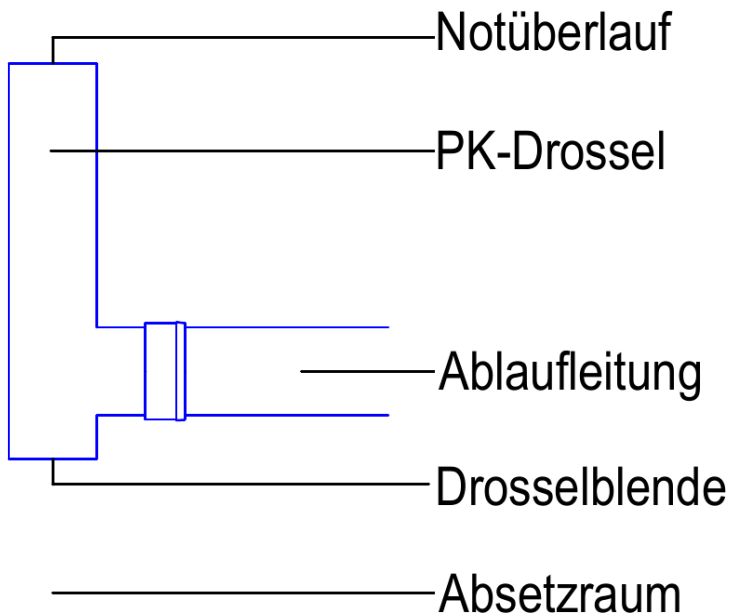 Notüberlauf
PK-Drossel
Ablaufleitung
Drosselblende
Absetzraum